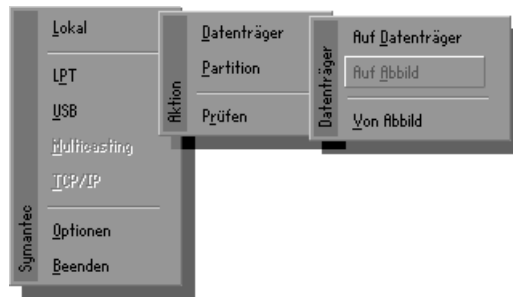 Symantec
Lokal
LPT
USB
Multicasting
TCP/IP
Optionen
Beenden
Aktion
Datenträger
Partition
Prüfen
Datenträger
Auf Datenträger
Auf Abbild
Von Abbild